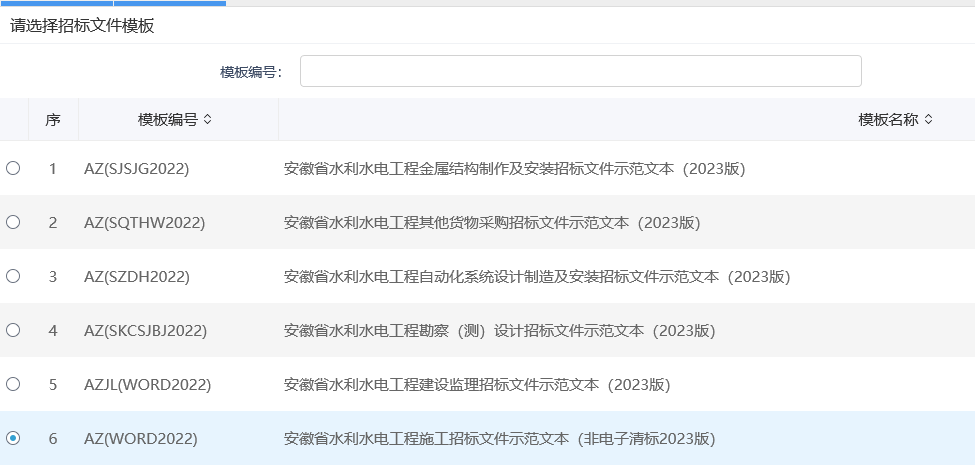 请选择招标文件模板
模板编号：
序 模板编号 模板名称
1 AZ(SJSJG2022) 安徽省水利水电工程金属结构制作及安装招标文件示范文本（2023版）
2 AZ(SQTHW2022) 安徽省水利水电工程其他货物采购招标文件示范文本（2023版）
3 AZ(SZDH2022) 安徽省水利水电工程自动化系统设计制造及安装招标文件示范文本（2023版）
4 AZ(SKCSJBJ2022) 安徽省水利水电工程勘察（测）设计招标文件示范文本（2023版）
5 AZJL(WORD2022) 安徽省水利水电工程建设监理招标文件示范文本（2023版）
6 AZ(WORD2022) 安徽省水利水电工程施工招标文件示范文本（非电子清标2023版）